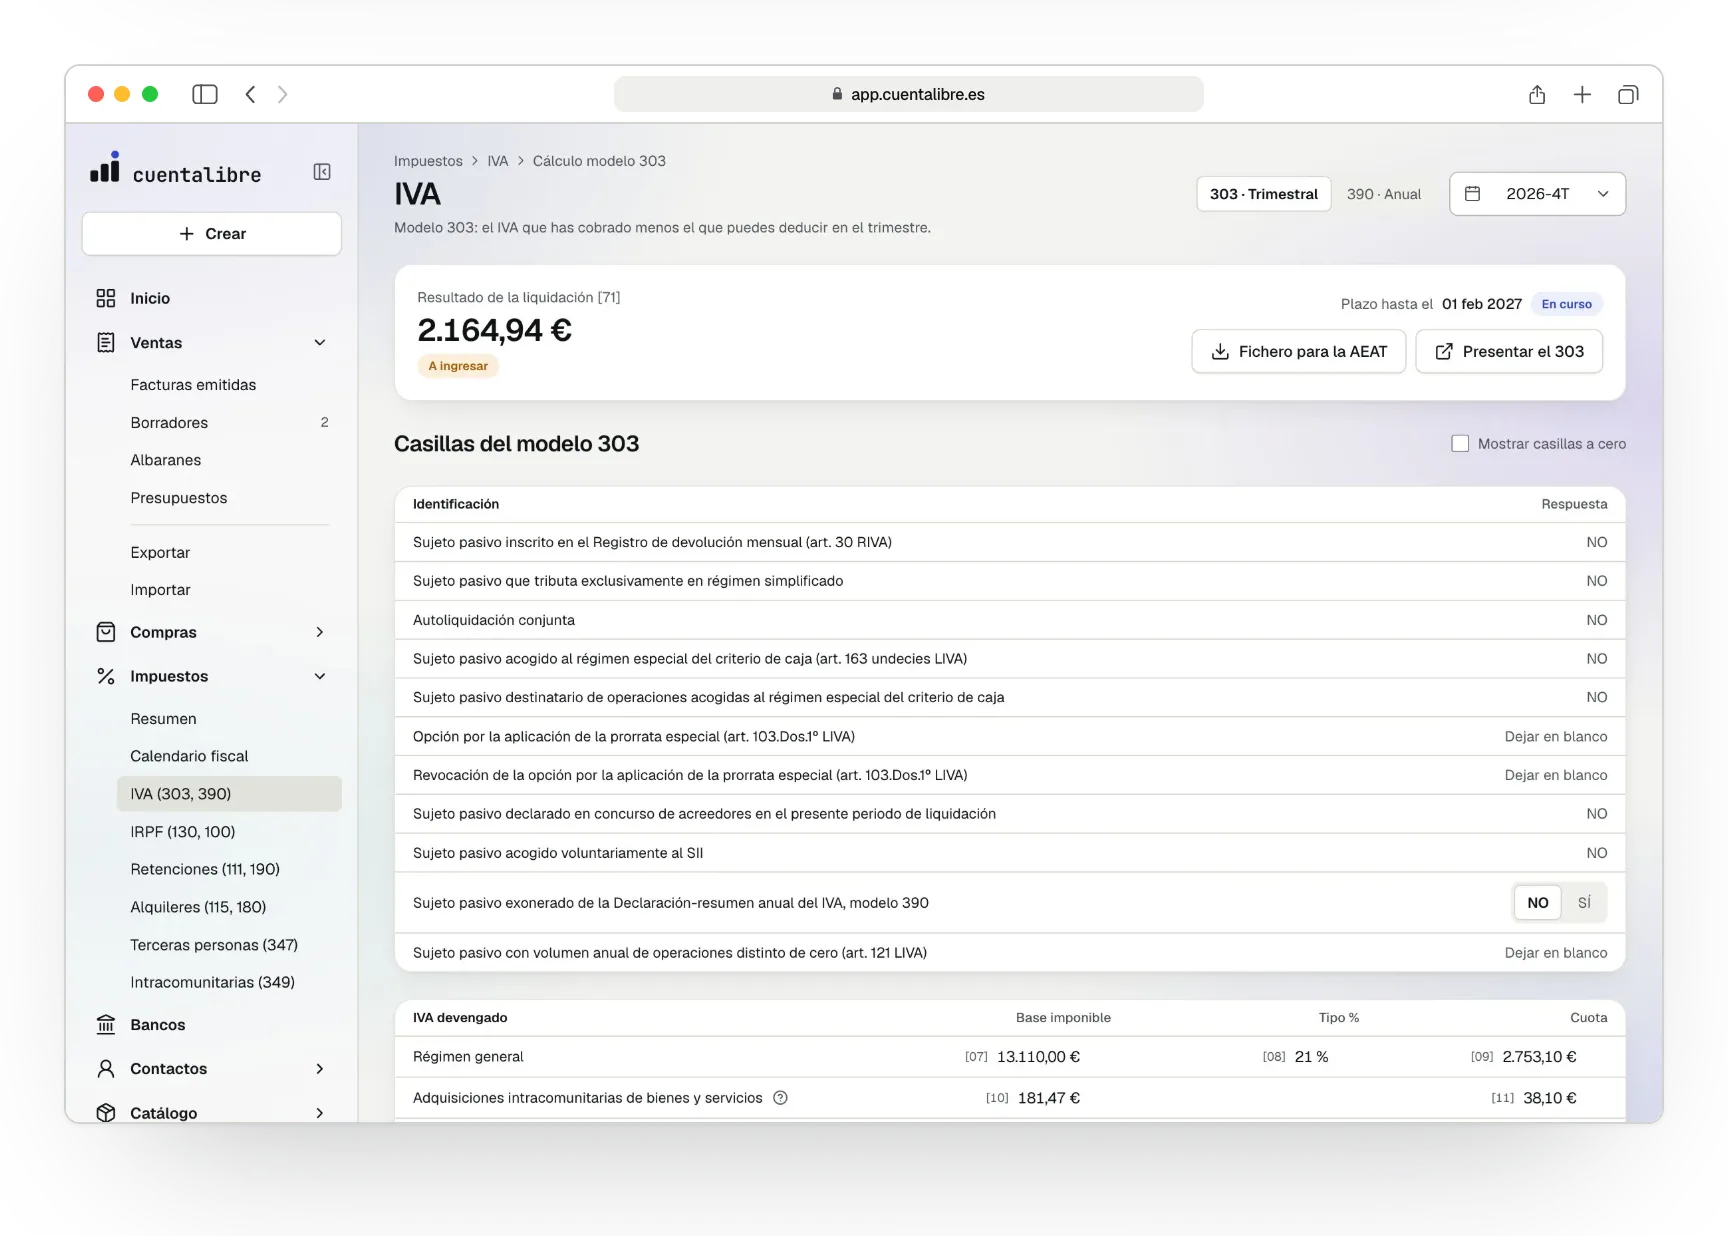 app.cuentalibre.es
cuentalibre
Crear
Inicio
Ventas
Facturas emitidas
Borradores 2
Albaranes
Presupuestos
Exportar
Importar
Compras
Impuestos
Resumen
Calendario fiscal
IVA (303, 390)
IRPF (130, 100)
Retenciones (111, 190)
Alquileres (115, 180)
Terceras personas (347)
Intracomunitarias (349)
Bancos
Contactos
Catálogo
Impuestos > IVA > Cálculo modelo 303
IVA
Modelo 303: el IVA que has cobrado menos el que puedes deducir en el trimestre.
303 · Trimestral 390 · Anual 2026-4T
Resultado de la liquidación [71]
2.164,94 €
A ingresar
Plazo hasta el 01 feb 2027 En curso
Fichero para la AEAT Presentar el 303
Casillas del modelo 303 Mostrar casillas a cero
Identificación Respuesta
Sujeto pasivo inscrito en el Registro de devolución mensual (art. 30 RIVA) NO
Sujeto pasivo que tributa exclusivamente en régimen simplificado NO
Autoliquidación conjunta NO
Sujeto pasivo acogido al régimen especial del criterio de caja (art. 163 undecies LIVA) NO
Sujeto pasivo destinatario de operaciones acogidas al régimen especial del criterio de caja NO
Opción por la aplicación de la prorrata especial (art. 103.Dos.1º LIVA) Dejar en blanco
Revocación de la opción por la aplicación de la prorrata especial (art. 103.Dos.1º LIVA) Dejar en blanco
Sujeto pasivo declarado en concurso de acreedores en el presente periodo de liquidación NO
Sujeto pasivo acogido voluntariamente al SII NO
Sujeto pasivo exonerado de la Declaración-resumen anual del IVA, modelo 390 NO SÍ
Sujeto pasivo con volumen anual de operaciones distinto de cero (art. 121 LIVA) Dejar en blanco
IVA devengado Base imponible Tipo % Cuota
Régimen general [07] 13.110,00 € [08] 21 % [09] 2.753,10 €
Adquisiciones intracomunitarias de bienes y servicios [10] 181,47 € [11] 38,10 €